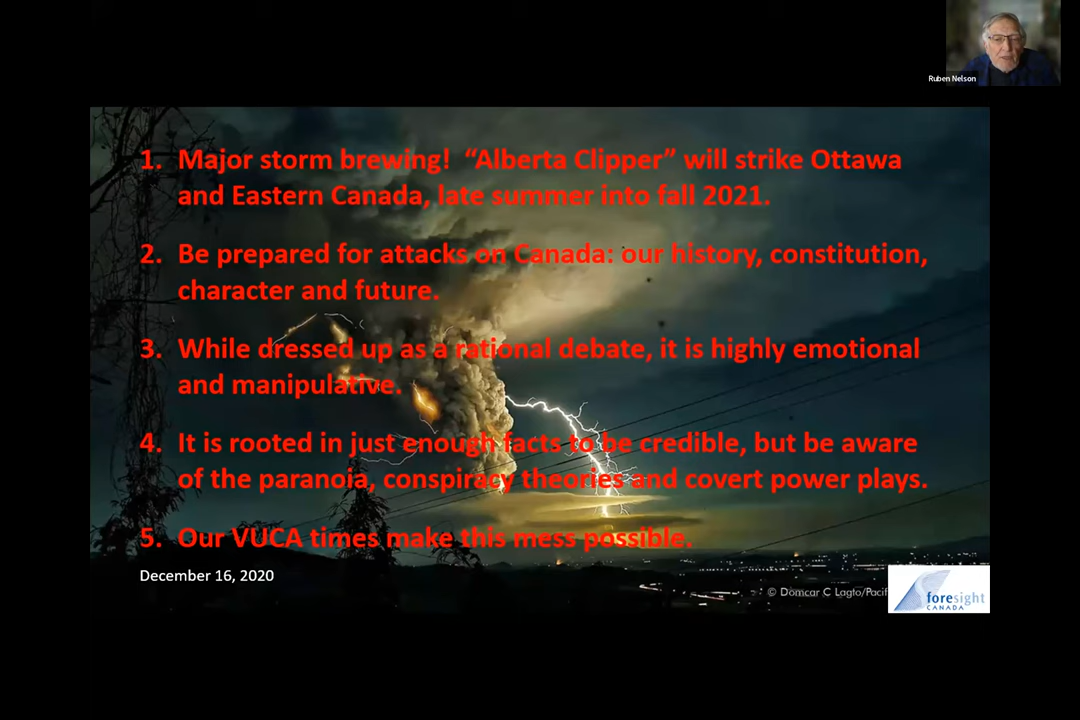 Ruben Nelson
1. Major storm brewing! “Alberta Clipper” will strike Ottawa
and Eastern Canada, late summer into fall 2021.
2. Be prepared for attacks on Canada: our history, constitution,
character and future.
3. While dressed up as a rational debate, it is highly emotional
and manipulative.
4. It is rooted in just enough facts to be credible, but be aware
of the paranoia, conspiracy theories and covert power plays.
5. Our VUCA times make this mess possible.
December 16, 2020
© Domcar C Lagto/Pacif
foresight
CANADA